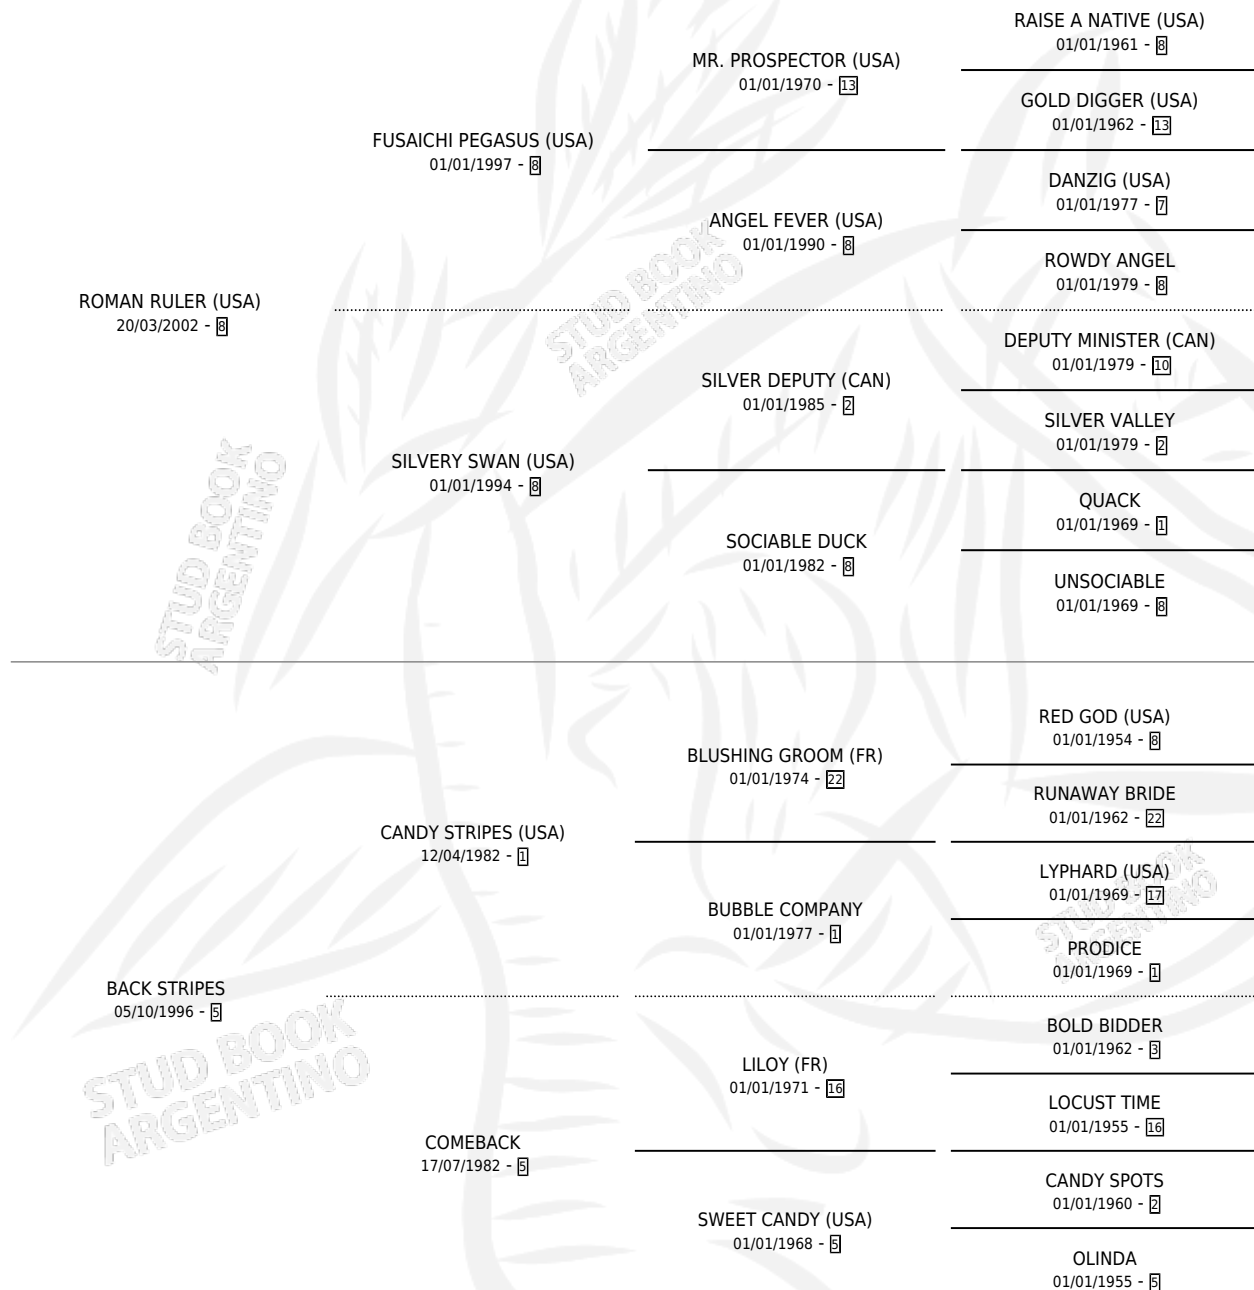 RAISE A NATIVE (USA)
01/01/1961 - 8
MR. PROSPECTOR (USA)
01/01/1970 - 13
GOLD DIGGER (USA)
01/01/1962 - 13
FUSAICHI PEGASUS (USA)
01/01/1997 - 8
DANZIG (USA)
01/01/1977 - 7
ANGEL FEVER (USA)
01/01/1990 - 8
ROWDY ANGEL
01/01/1979 - 8
ROMAN RULER (USA)
20/03/2002 - 8
DEPUTY MINISTER (CAN)
01/01/1979 - 10
SILVER DEPUTY (CAN)
01/01/1985 - 2
SILVER VALLEY
01/01/1979 - 2
SILVERY SWAN (USA)
01/01/1994 - 8
QUACK
01/01/1969 - 1
SOCIABLE DUCK
01/01/1982 - 8
UNSOCIABLE
01/01/1969 - 8
RED GOD (USA)
01/01/1954 - 8
BLUSHING GROOM (FR)
01/01/1974 - 22
RUNAWAY BRIDE
01/01/1962 - 22
CANDY STRIPES (USA)
12/04/1982 - 1
LYPHARD (USA)
01/01/1969 - 17
BUBBLE COMPANY
01/01/1977 - 1
PRODICE
01/01/1969 - 1
BACK STRIPES
05/10/1996 - 5
BOLD BIDDER
01/01/1962 - 3
LILOY (FR)
01/01/1971 - 16
LOCUST TIME
01/01/1955 - 16
COMEBACK
17/07/1982 - 5
CANDY SPOTS
01/01/1960 - 2
SWEET CANDY (USA)
01/01/1968 - 5
OLINDA
01/01/1955 - 5
STUD BOOK
ARGENTINO
STUD BOOK
ARGENTINO
STUD BOOK
ARGENTINO
STUD BOOK
ARGENTINO